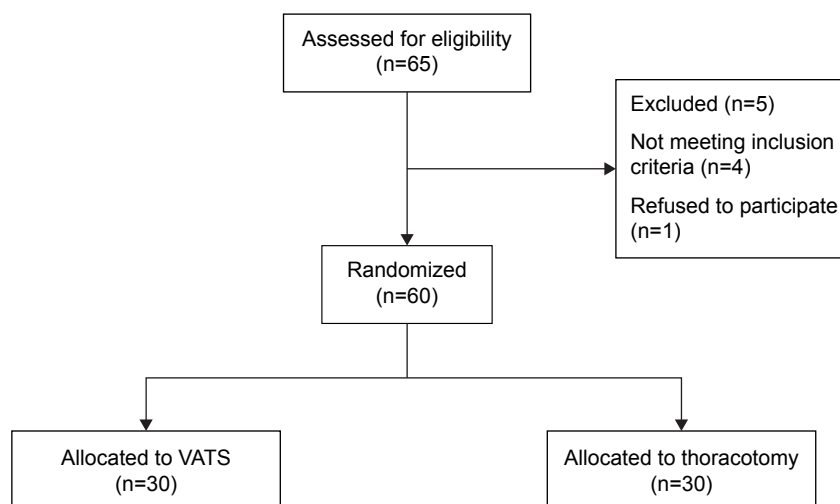 Assessed for eligibility
(n=65)
Excluded (n=5)
Not meeting inclusion
criteria (n=4)
Refused to participate
(n=1)
Randomized
(n=60)
Allocated to VATS
(n=30)
Allocated to thoracotomy
(n=30)